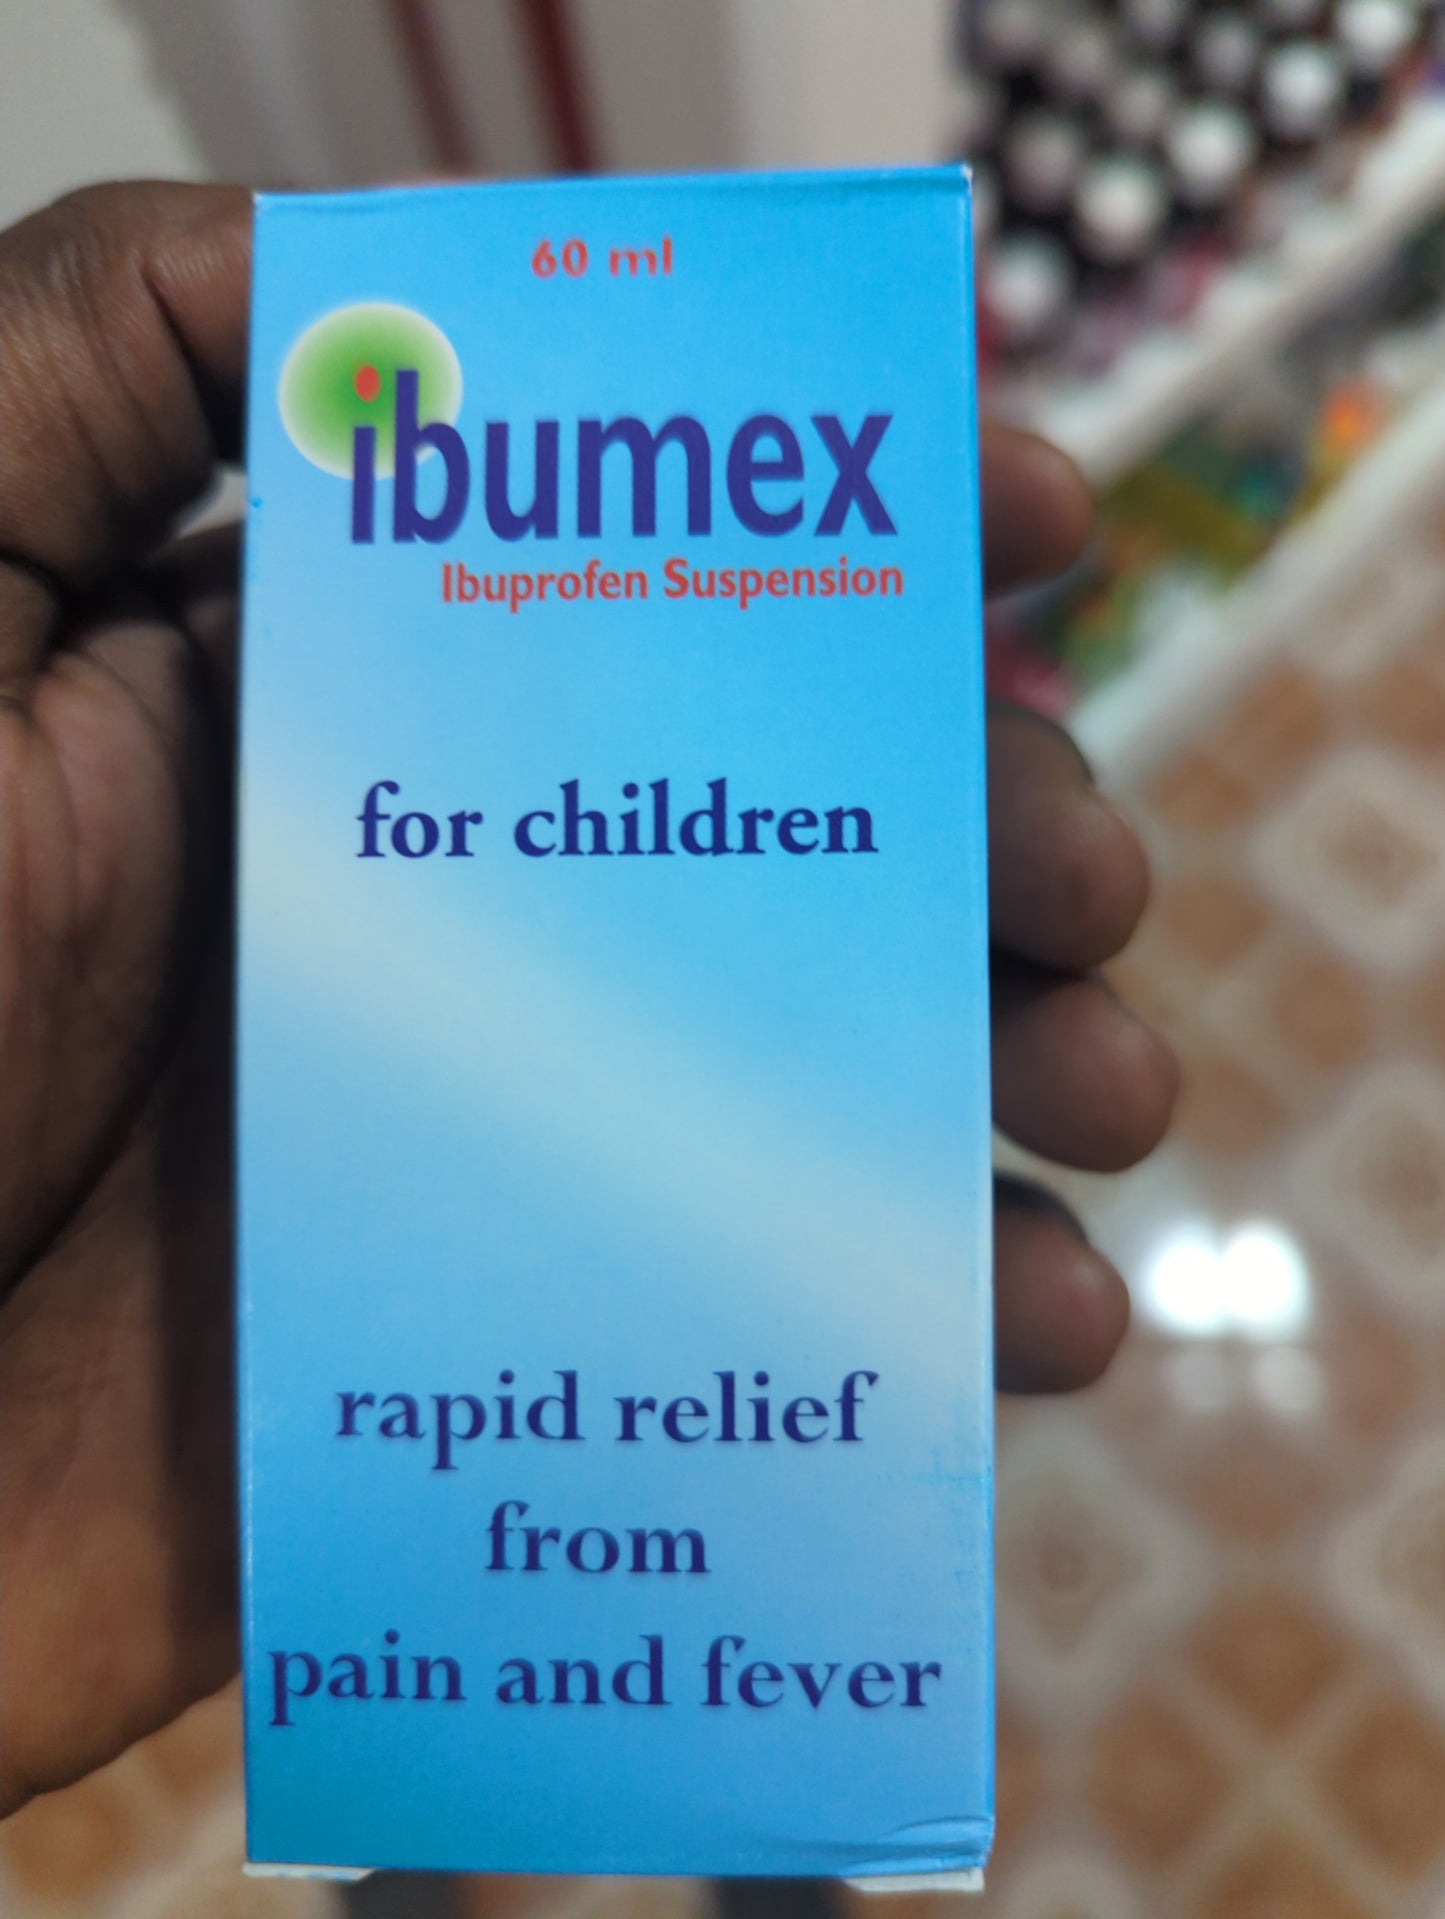 60 ml
ibumex
Ibuprofen Suspension
for children
rapid relief
from
pain and fever